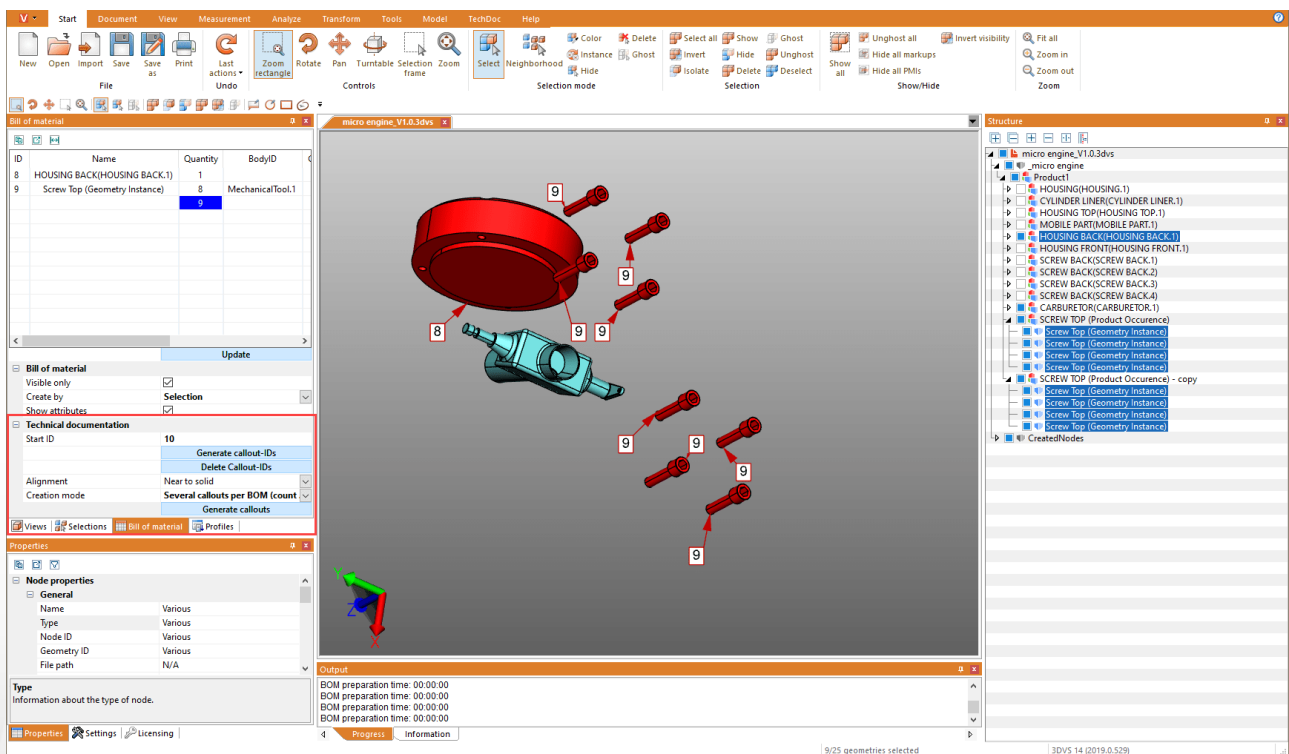 V Start Document View Measurement Analyze Transform Tools Model TechDoc Help ?
New Open Import Save Save as Print
File
Last actions
Undo
Zoom rectangle Rotate Pan Turntable Selection frame Zoom
Controls
Select Neighborhood Color Delete
Instance Ghost
Hide
Selection mode
Select all Show Ghost
Invert Hide Unghost
Isolate Delete Deselect
Selection
Show all Unghost all Invert visibility
Hide all markups
Hide all PMIs
Show/Hide
Fit all
Zoom in
Zoom out
Zoom
Bill of material
ID Name Quantity BodyID
8 HOUSING BACK(HOUSING BACK.1) 1
9 Screw Top (Geometry Instance) 8 MechanicalTool.1
9
Update
Bill of material
Visible only
Create by Selection
Show attributes
Technical documentation
Start ID 10
Generate callout-IDs
Delete Callout-IDs
Alignment Near to solid
Creation mode Several callouts per BOM (count
Generate callouts
Views Selections Bill of material Profiles
Properties
Node properties
General
Name Various
Type Various
Node ID Various
Geometry ID Various
File path N/A
Type
Information about the type of node.
Properties Settings Licensing
micro engine_V1.0.3dvs
9
9
8
9
9
9
9
9
9
9
Y
Z
X
Output
BOM preparation time: 00:00:00
BOM preparation time: 00:00:00
BOM preparation time: 00:00:00
BOM preparation time: 00:00:00
Progress Information
Structure
micro engine_V1.0.3dvs
_micro engine
Product1
HOUSING(HOUSING.1)
CYLINDER LINER(CYLINDER LINER.1)
HOUSING TOP(HOUSING TOP.1)
MOBILE PART(MOBILE PART.1)
HOUSING BACK(HOUSING BACK.1)
HOUSING FRONT(HOUSING FRONT.1)
SCREW BACK(SCREW BACK.1)
SCREW BACK(SCREW BACK.2)
SCREW BACK(SCREW BACK.3)
SCREW BACK(SCREW BACK.4)
CARBURETOR(CARBURETOR.1)
SCREW TOP (Product Occurence)
Screw Top (Geometry Instance)
Screw Top (Geometry Instance)
Screw Top (Geometry Instance)
Screw Top (Geometry Instance)
SCREW TOP (Product Occurence) - copy
Screw Top (Geometry Instance)
Screw Top (Geometry Instance)
Screw Top (Geometry Instance)
Screw Top (Geometry Instance)
CreatedNodes
9/25 geometries selected
3DVS 14 (2019.0.529)